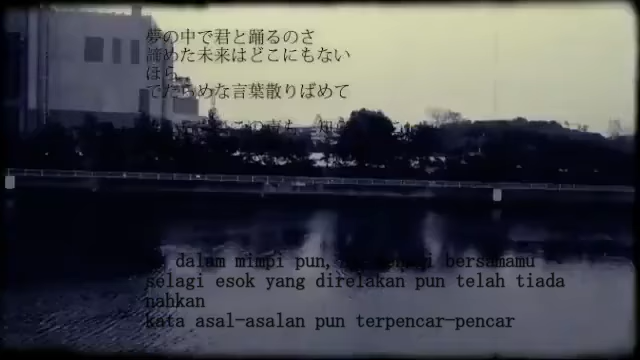 夢の中で君と踊るのさ
諦めた未来はどこにもない
ほら
でたらめな言葉散りばめて
dalam mimpi pun, bersamamu
selagi esok yang direlakan pun telah tiada
nahkan
kata asal-asalan pun terpencar-pencar